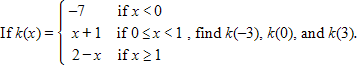 -7 if x < 0
If k(x) = { x + 1 if 0 ≤ x < 1 , find k(-3), k(0), and k(3).
2 - x if x ≥ 1